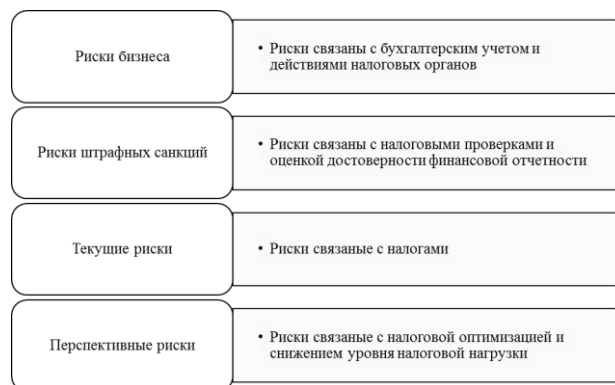 Риски бизнеса
• Риски связаны с бухгалтерским учетом и
действиями налоговых органов
Риски штрафных санкций
• Риски связаны с налоговыми проверками и
оценкой достоверности финансовой отчетности
Текущие риски
• Риски связаные с налогами
Перспективные риски
• Риски связаные с налоговой оптимизацией и
снижением уровня налоговой нагрузки